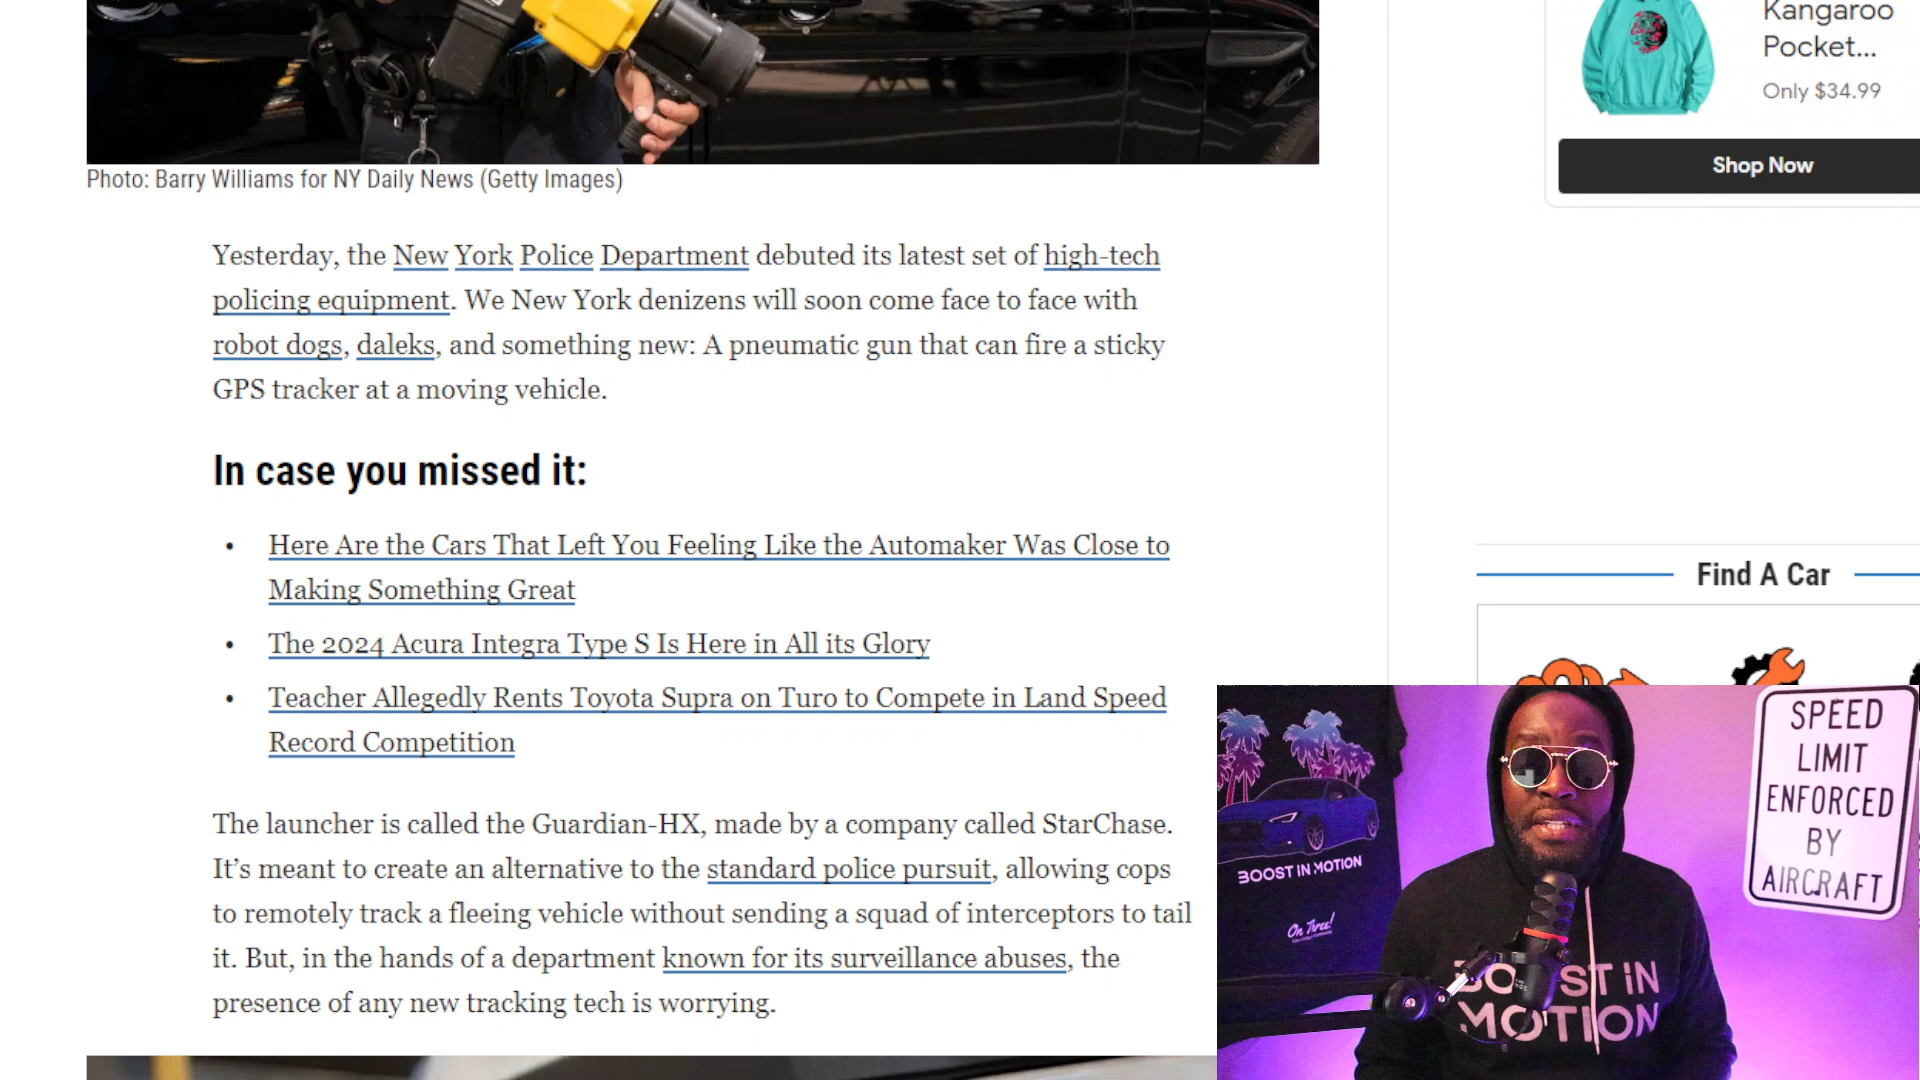 Kangaroo
Pocket...
Only $34.99
Shop Now
Photo: Barry Williams for NY Daily News (Getty Images)
Yesterday, the New York Police Department debuted its latest set of high-tech
policing equipment. We New York denizens will soon come face to face with
robot dogs, daleks, and something new: A pneumatic gun that can fire a sticky
GPS tracker at a moving vehicle.
In case you missed it:
• Here Are the Cars That Left You Feeling Like the Automaker Was Close to
Making Something Great
• The 2024 Acura Integra Type S Is Here in All its Glory
• Teacher Allegedly Rents Toyota Supra on Turo to Compete in Land Speed
Record Competition
The launcher is called the Guardian-HX, made by a company called StarChase.
It’s meant to create an alternative to the standard police pursuit, allowing cops
to remotely track a fleeing vehicle without sending a squad of interceptors to tail
it. But, in the hands of a department known for its surveillance abuses, the
presence of any new tracking tech is worrying.
Find A Car
SPEED
LIMIT
ENFORCED
BY
AIRCRAFT
BOOST IN MOTION
On Three!
BOOST IN
MOTION